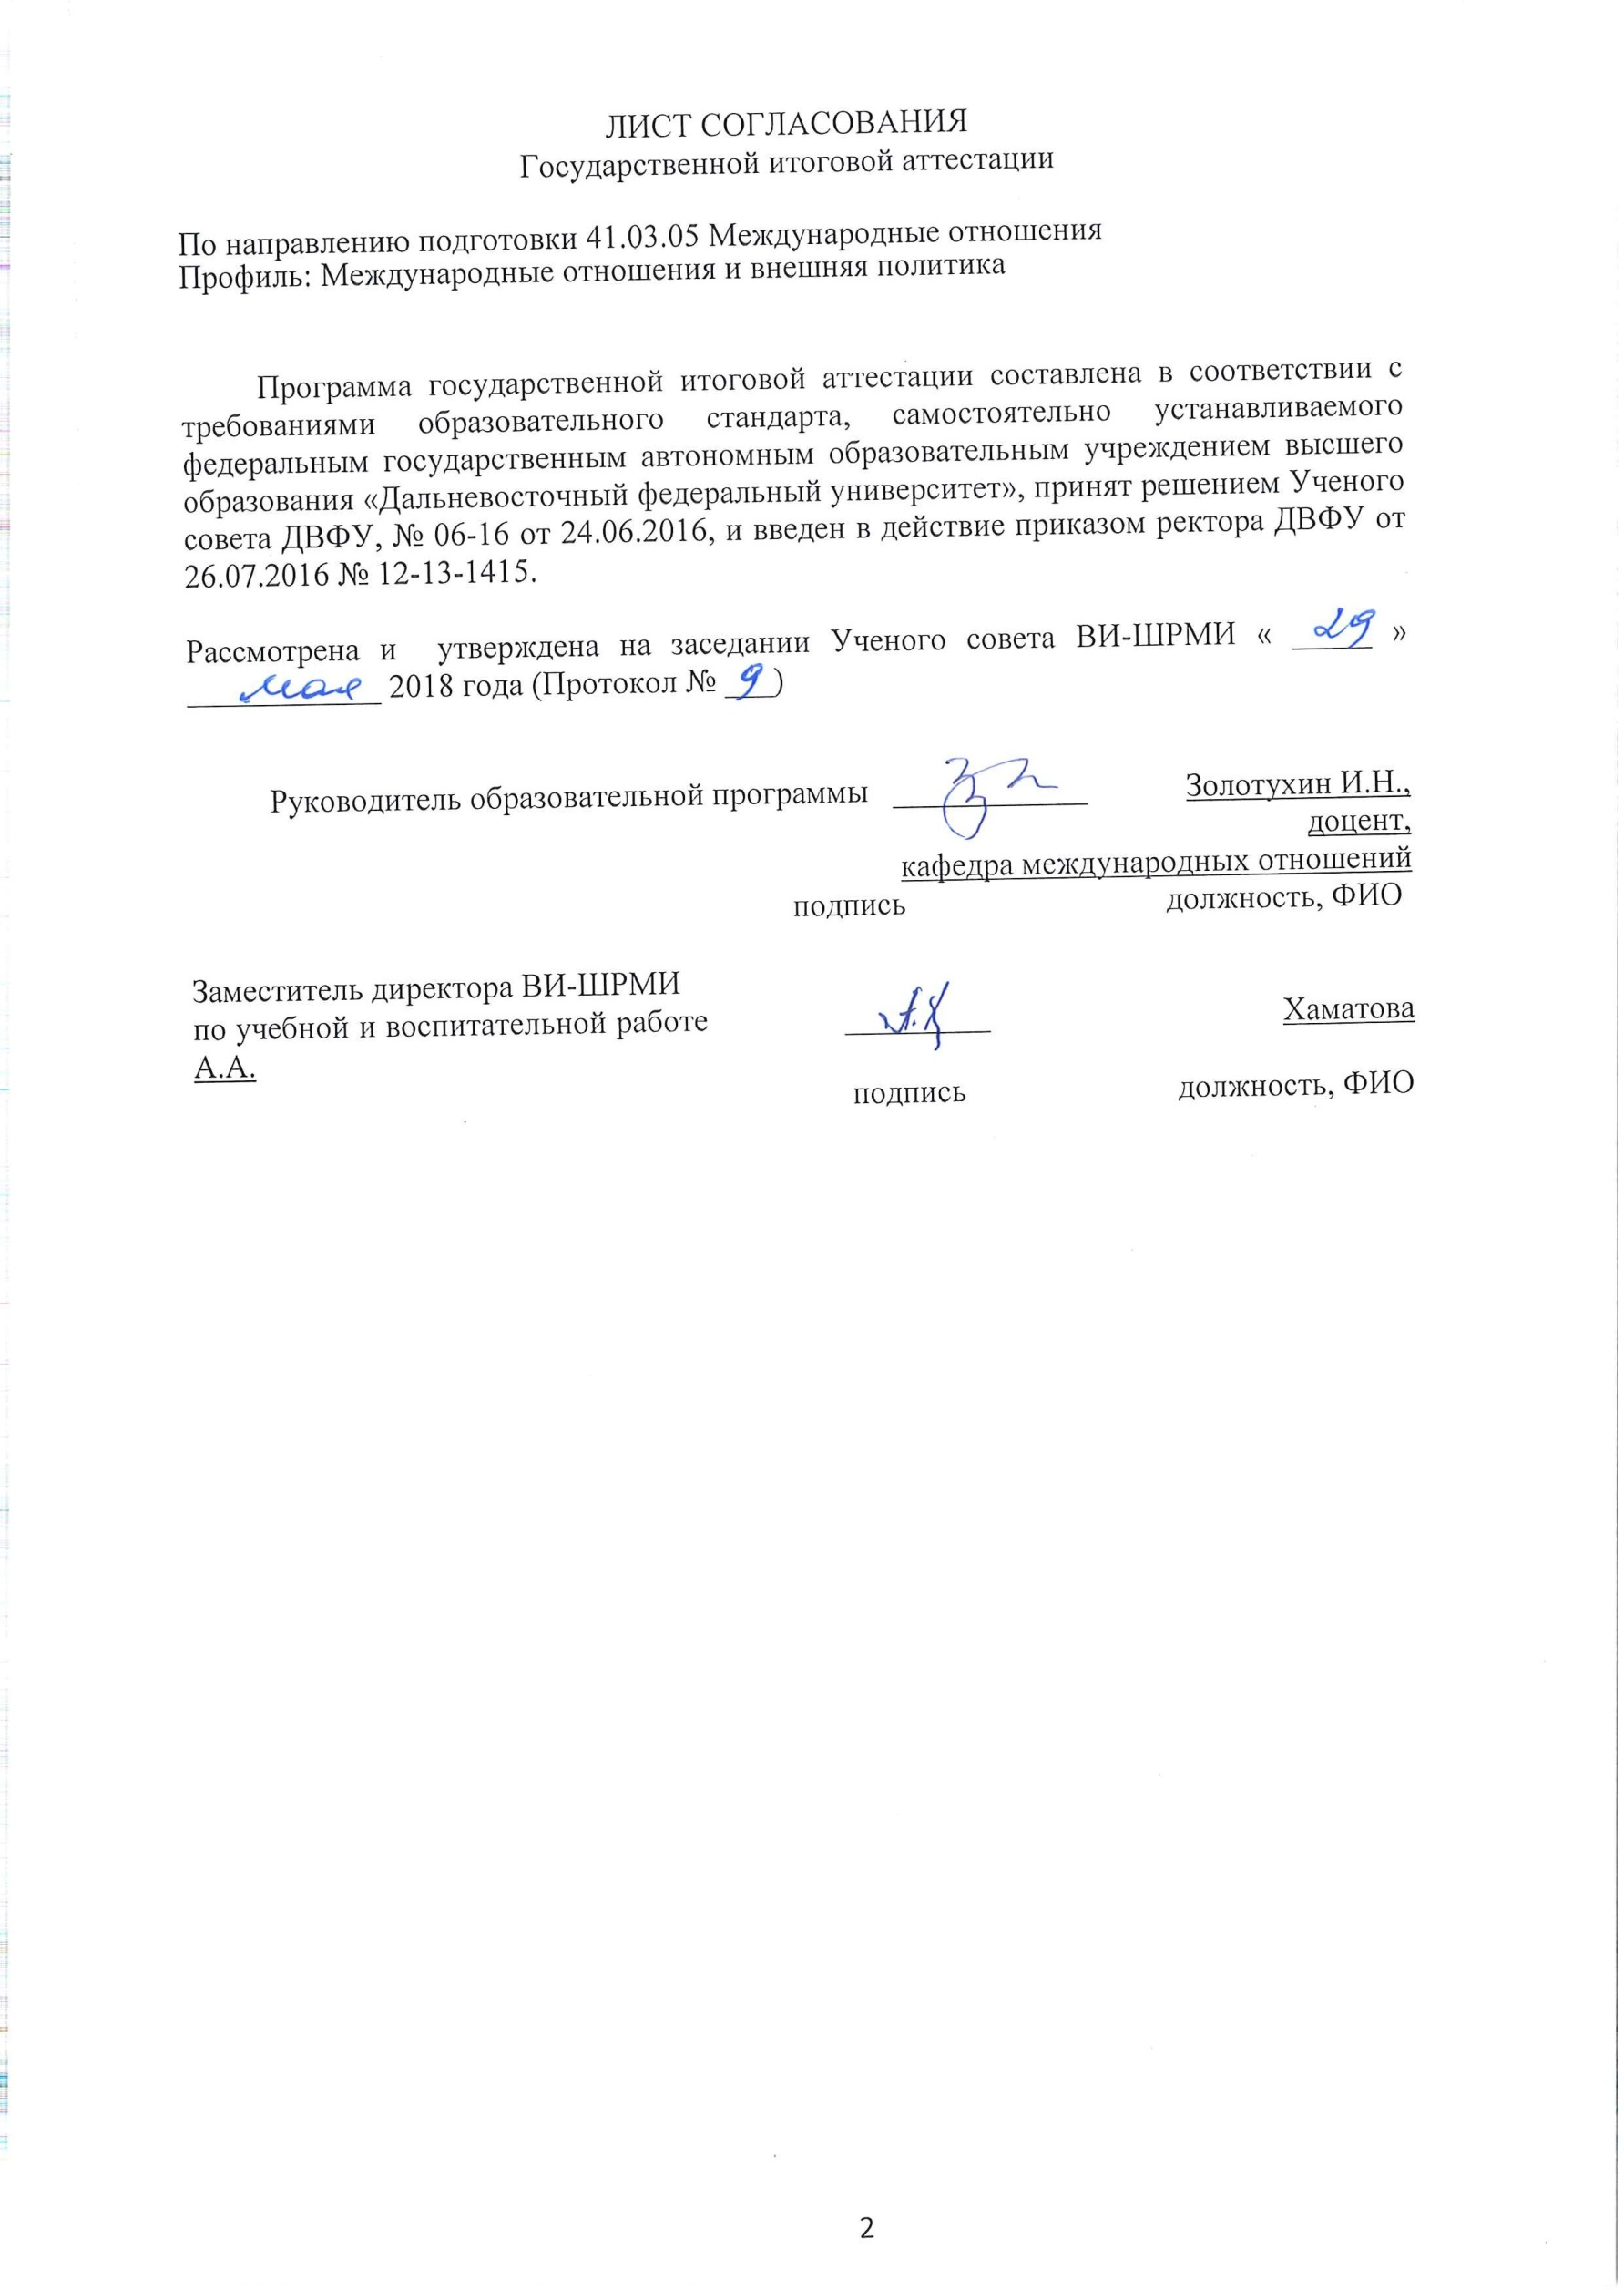 ЛИСТ СОГЛАСОВАНИЯ
Государственной итоговой аттестации
По направлению подготовки 41.03.05 Международные отношения
Профиль: Международные отношения и внешняя политика
Программа государственной итоговой аттестации составлена в соответствии с
требованиями образовательного стандарта, самостоятельно устанавливаемого
федеральным государственным автономным образовательным учреждением высшего
образования «Дальневосточный федеральный университет», принят решением Ученого
совета ДВФУ, № 06-16 от 24.06.2016, и введен в действие приказом ректора ДВФУ от
26.07.2016 № 12-13-1415.
Рассмотрена и утверждена на заседании Ученого совета ВИ-ШРМИ « 29 »
мая 2018 года (Протокол № 9)
Руководитель образовательной программы Золотухин И.Н.,
доцент,
кафедра международных отношений
подпись должность, ФИО
Заместитель директора ВИ-ШРМИ
по учебной и воспитательной работе Хаматова
А.А.
подпись должность, ФИО
2